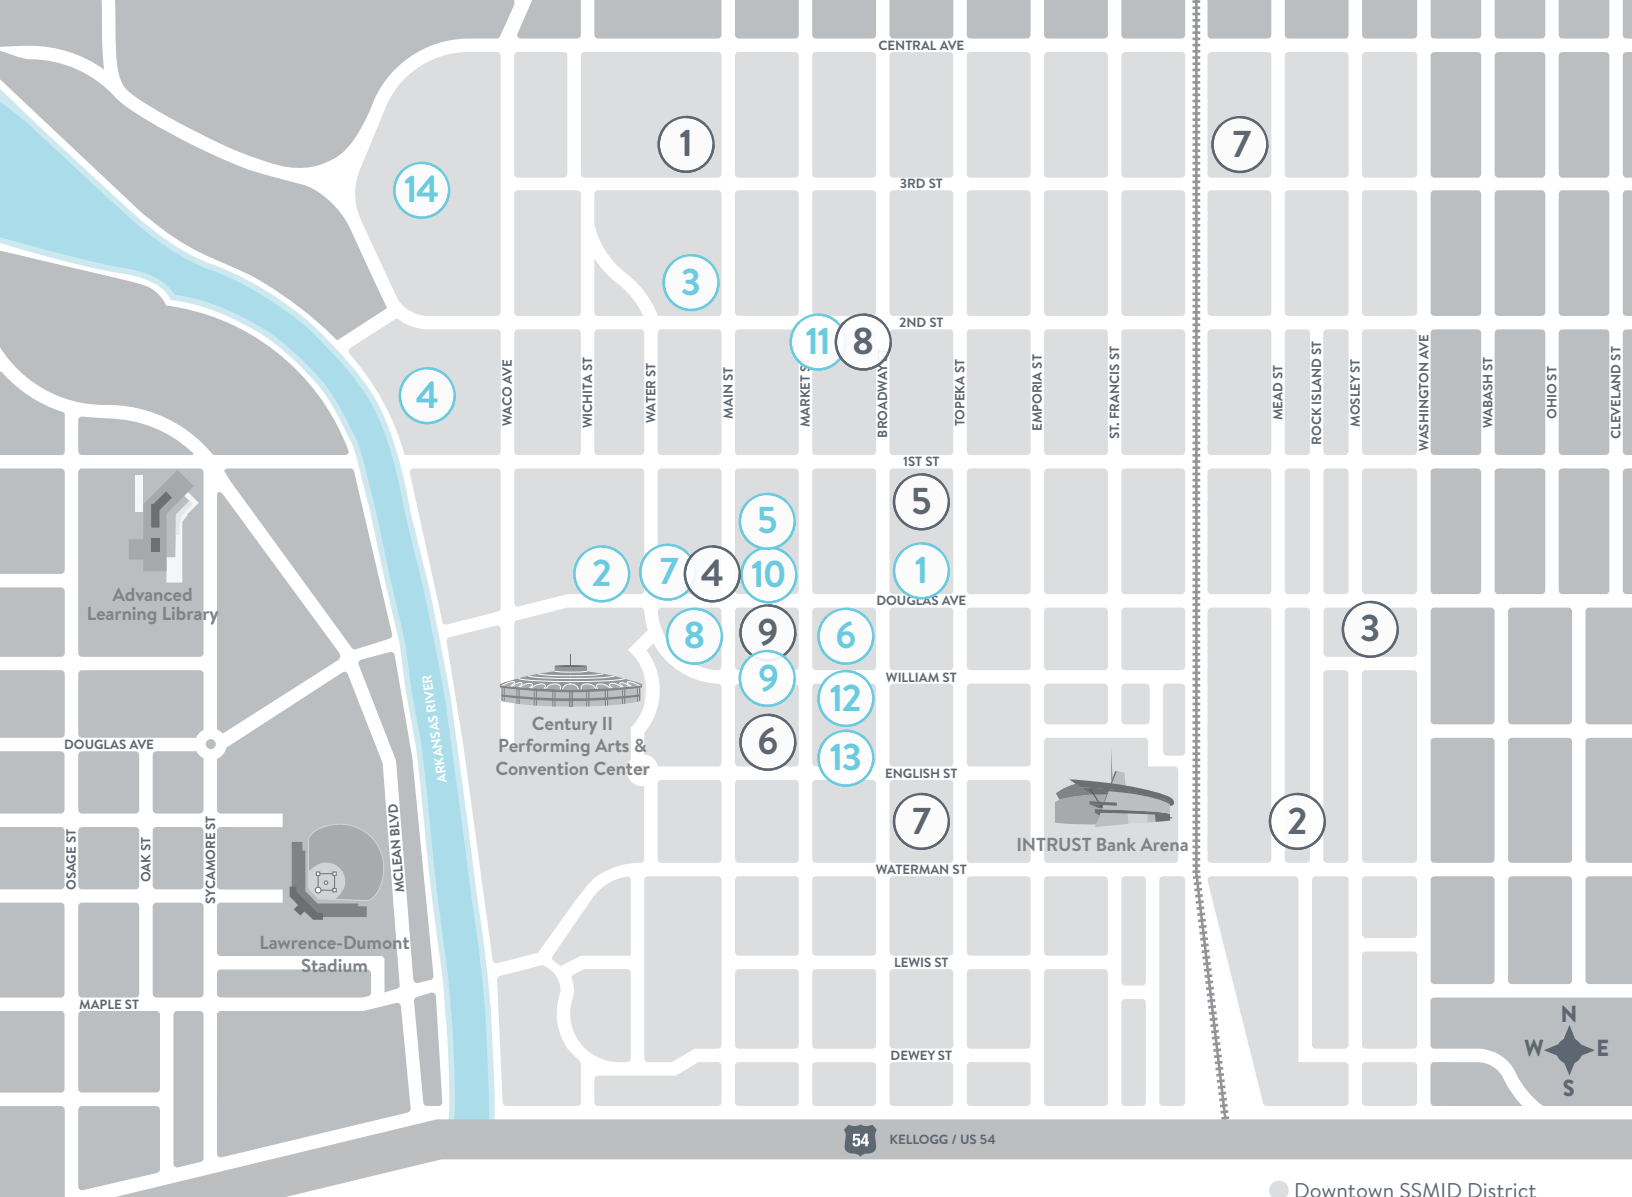 CENTRAL AVE
1
7
14
3RD ST
3
11
8
2ND ST
4
WACO AVE
WICHITA ST
WATER ST
MAIN ST
MARKET
BROADWAY
TOPEKA ST
EMPORIA ST
ST. FRANCIS ST
MEAD ST
ROCK ISLAND ST
MOSLEY ST
WASHINGTON AVE
WABASH ST
OHIO ST
CLEVELAND ST
1ST ST
5
5
2
7
4
10
1
Advanced
Learning Library
DOUGLAS AVE
8
9
6
3
9
WILLIAM ST
12
Century II
Performing Arts &
Convention Center
6
13
ARKANSAS RIVER
DOUGLAS AVE
ENGLISH ST
7
2
INTRUST Bank Arena
WATERMAN ST
OSAGE ST
OAK ST
SYCAMORE ST
MCLEAN BLVD
Lawrence-Dumont
Stadium
LEWIS ST
MAPLE ST
DEWEY ST
N
W E
S
54 KELLOGG / US 54
Downtown SSMID District